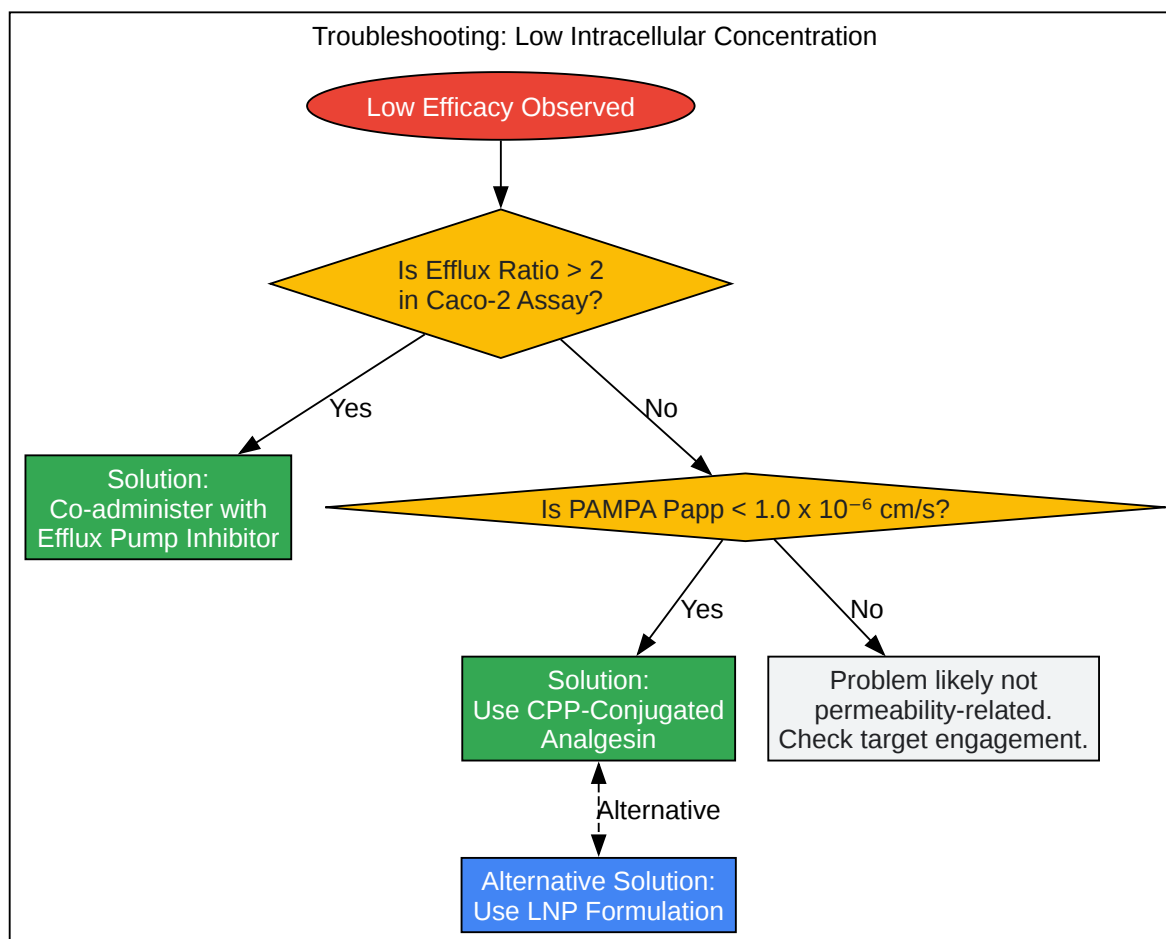 Troubleshooting: Low Intracellular Concentration
Low Efficacy Observed
Is Efflux Ratio > 2
in Caco-2 Assay?
Yes
No
Solution:
Co-administer with
Efflux Pump Inhibitor
Is PAMPA Papp < 1.0 x 10⁻⁶ cm/s?
Yes
No
Solution:
Use CPP-Conjugated
Analgesin
Problem likely not
permeability-related.
Check target engagement.
Alternative
Alternative Solution:
Use LNP Formulation